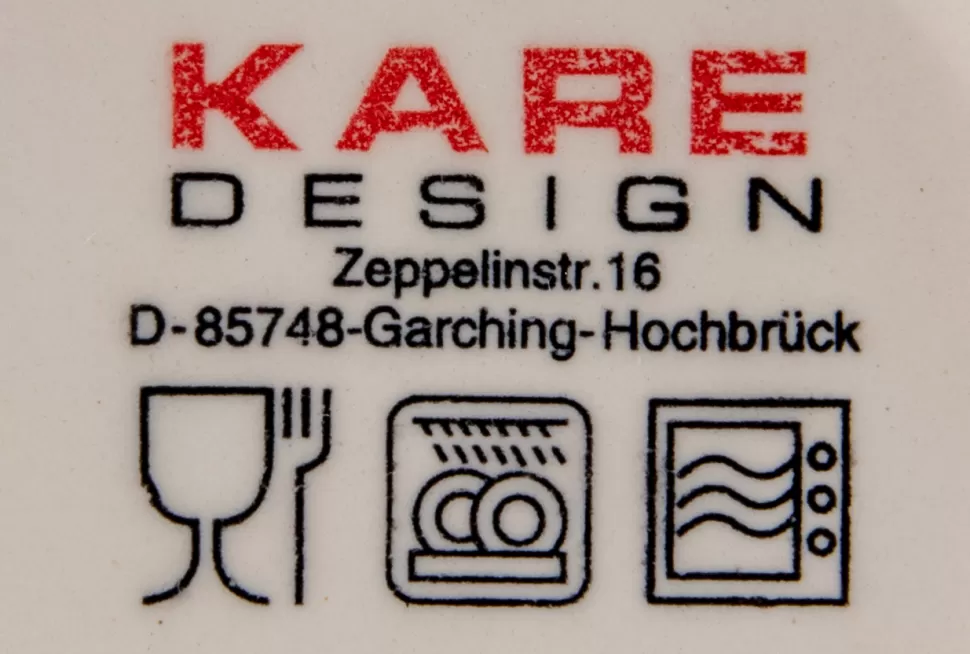 KARE
DESIGN
Zeppelinstr.16
D-85748-Garching-Hochbrück